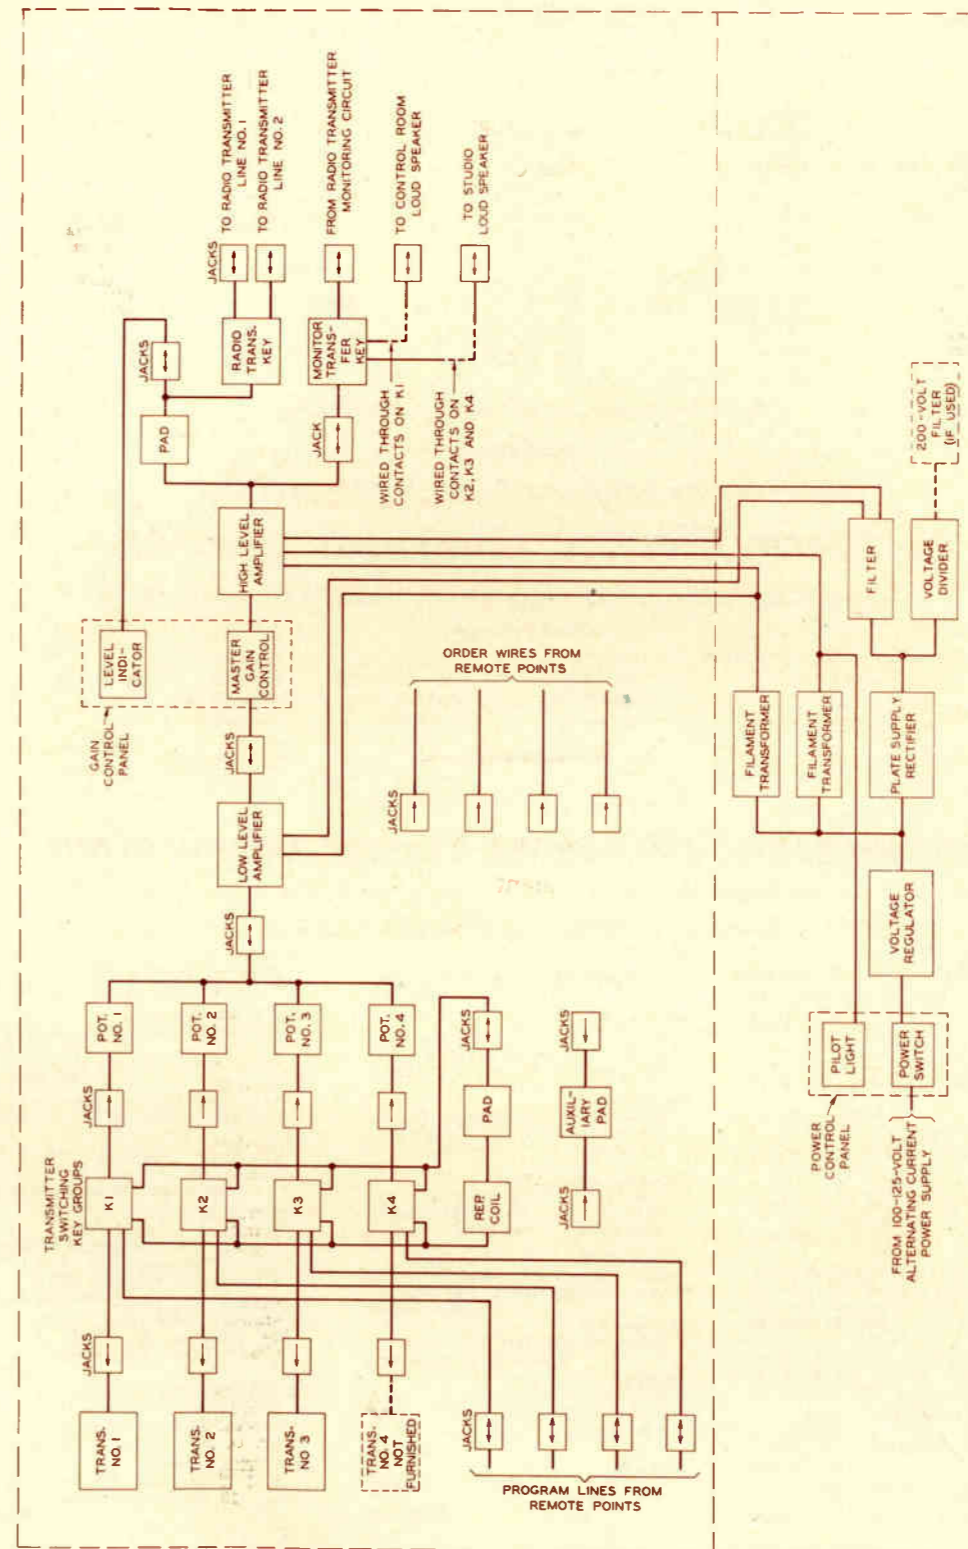 TRANS.
NO. 1
TRANS.
NO. 2
TRANS.
NO 3
TRANS.
NO. 4
NOT
FURNISHED
JACKS
TRANSMITTER
SWITCHING
KEY GROUPS
K1
K2
K3
K4
JACKS
POT.
NO. 1
POT.
NO. 2
POT.
NO. 3
POT.
NO. 4
JACKS
PROGRAM LINES FROM
REMOTE POINTS
REP.
COIL
PAD
JACKS
JACKS
AUXIL-
IARY
PAD
JACKS
JACKS
LOW LEVEL
AMPLIFIER
JACKS
GAIN
CONTROL
PANEL
LEVEL
INDI-
CATOR
MASTER
GAIN
CONTROL
HIGH LEVEL
AMPLIFIER
JACKS
ORDER WIRES FROM
REMOTE POINTS
PAD
JACKS
RADIO
TRANS.
KEY
JACKS
TO RADIO TRANSMITTER
LINE NO. 1
TO RADIO TRANSMITTER
LINE NO. 2
JACK
MONITOR
TRANS-
FER
KEY
FROM RADIO TRANSMITTER
MONITORING CIRCUIT
WIRED THROUGH
CONTACTS ON K1
TO CONTROL ROOM
LOUD SPEAKER
WIRED THROUGH
CONTACTS ON
K2, K3 AND K4
TO STUDIO
LOUD SPEAKER
POWER
CONTROL
PANEL
PILOT
LIGHT
POWER
SWITCH
FROM 100-125-VOLT
ALTERNATING CURRENT
POWER SUPPLY
VOLTAGE
REGULATOR
FILAMENT
TRANSFORMER
FILAMENT
TRANSFORMER
PLATE SUPPLY
RECTIFIER
FILTER
VOLTAGE
DIVIDER
200-VOLT
FILTER
(IF USED)